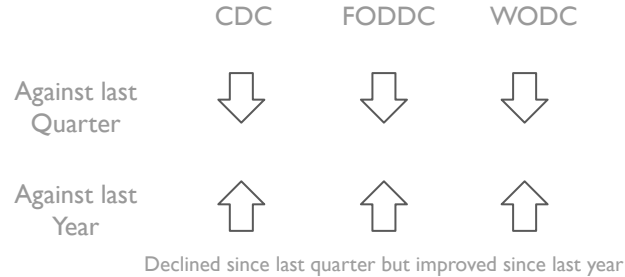 CDC FODDC WODC
Against last
Quarter
Against last
Year
Declined since last quarter but improved since last year